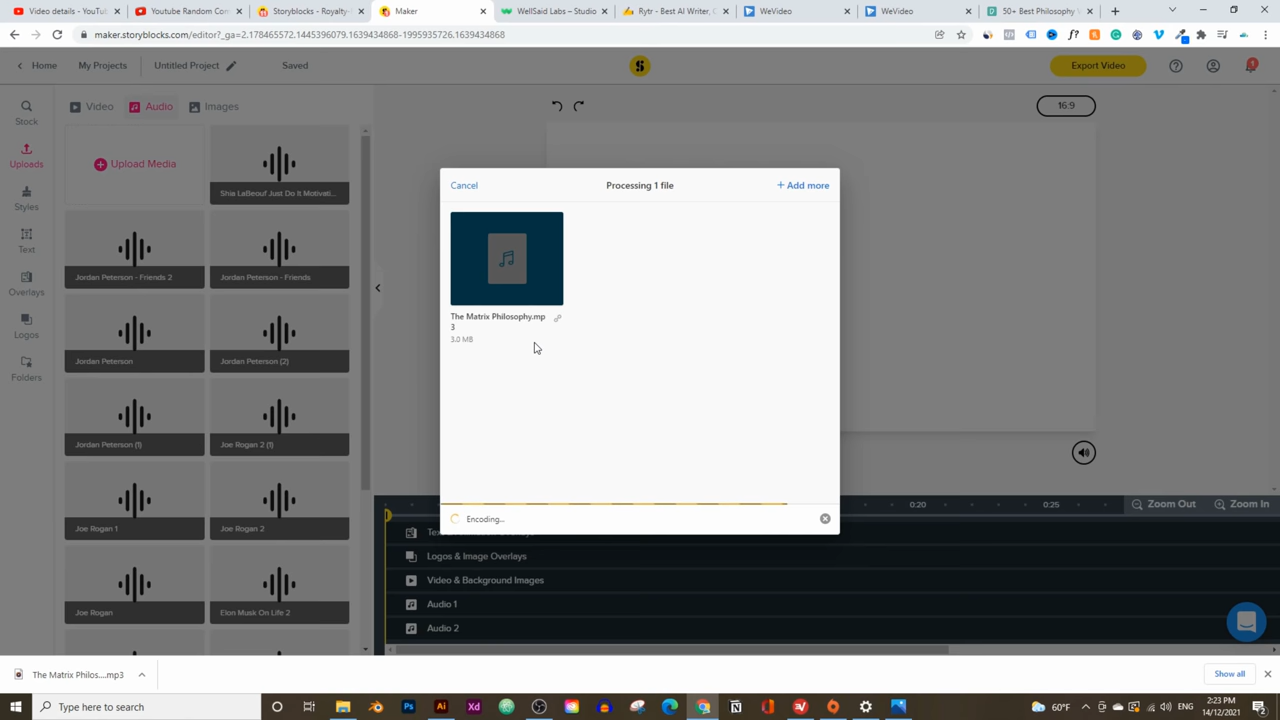 Video details - YouTu
Youtube Random Com
Storyblocks - Royalty-
Maker
WellSaid Labs – Studio
Rytr - Best AI Writer, C
WeVideo
WeVideo
50+ Best Philosophy V
maker.storyblocks.com/editor?_ga=2.178465572.1445396079.1639434868-1995935726.1639434868
Home
My Projects
Untitled Project
Saved
Export Video
1
Stock
Uploads
Styles
Text
Overlays
Logos
Folders
Video
Audio
Images
Upload Media
Shia LaBeouf Just Do It Motivati...
Jordan Peterson - Friends 2
Jordan Peterson - Friends
Jordan Peterson
Jordan Peterson (2)
Jordan Peterson (1)
Joe Rogan 2 (1)
Joe Rogan 1
Joe Rogan 2
Joe Rogan
Elon Musk On Life 2
16:9
Cancel
Processing 1 file
+ Add more
The Matrix Philosophy.mp
3
3.0 MB
Encoding...
0:20
0:25
Zoom Out
Zoom In
Logos & Image Overlays
Video & Background Images
Audio 1
Audio 2
The Matrix Philos....mp3
Show all
Type here to search
60°F
2:23 PM
14/12/2021
2